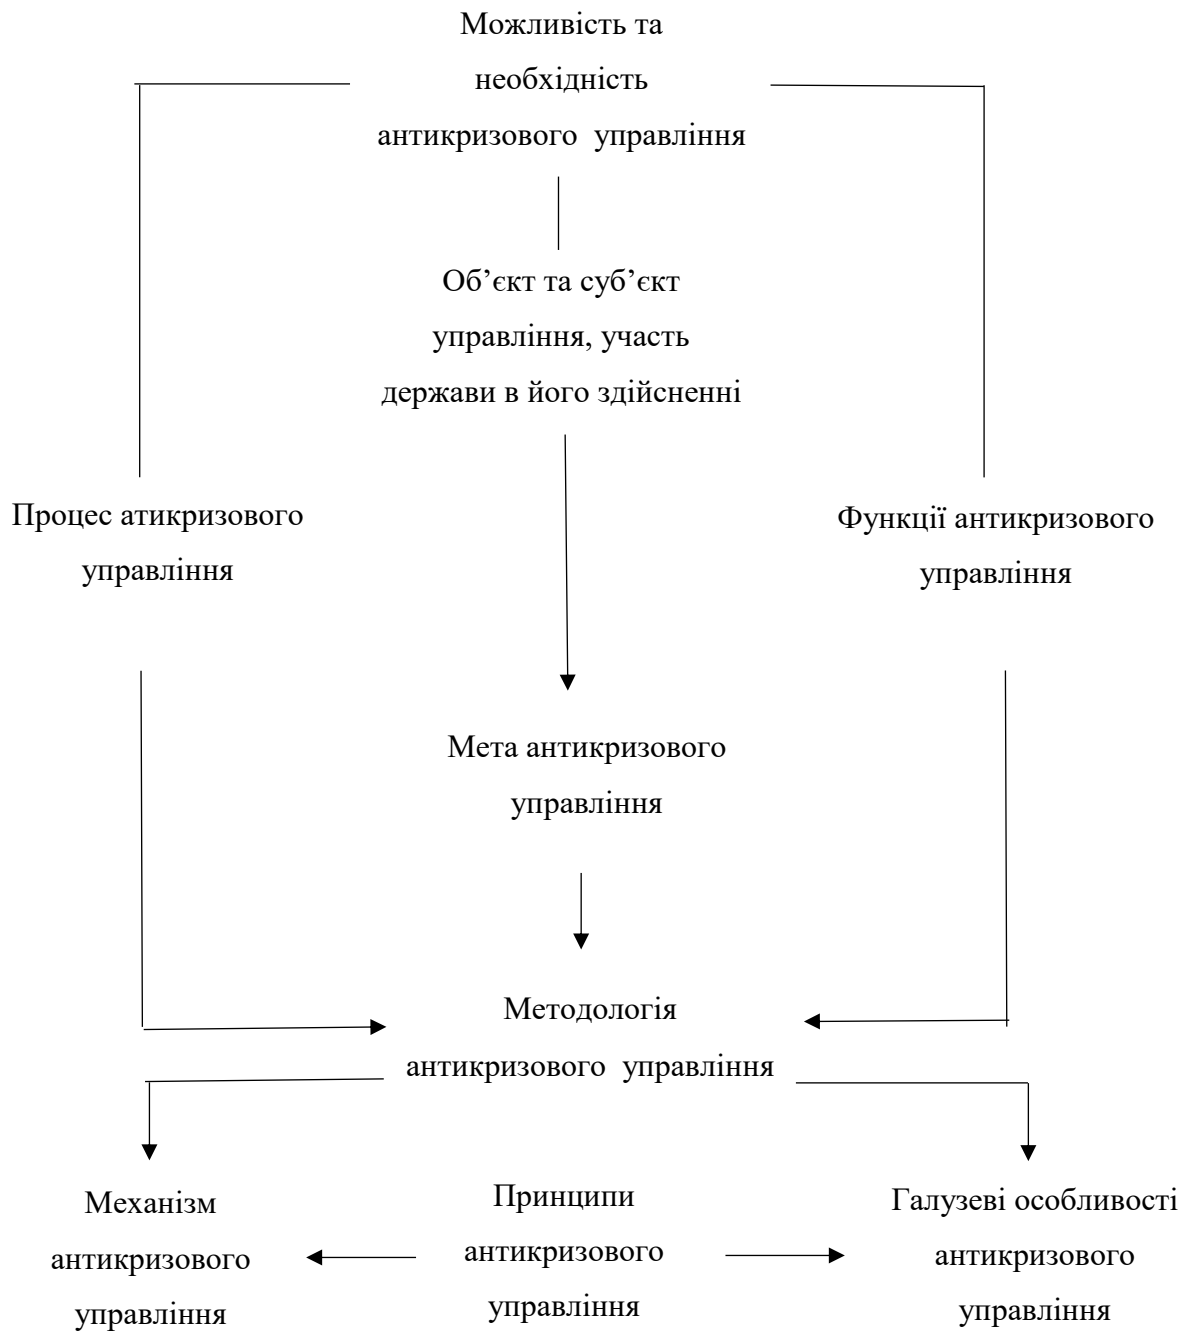 Можливість та
необхідність
антикризового управління
Об’єкт та суб’єкт
управління, участь
держави в його здійсненні
Процес атикризового
управління
Функції антикризового
управління
Мета антикризового
управління
Методологія
антикризового управління
Механізм
антикризового
управління
Принципи
антикризового
управління
Галузеві особливості
антикризового
управління